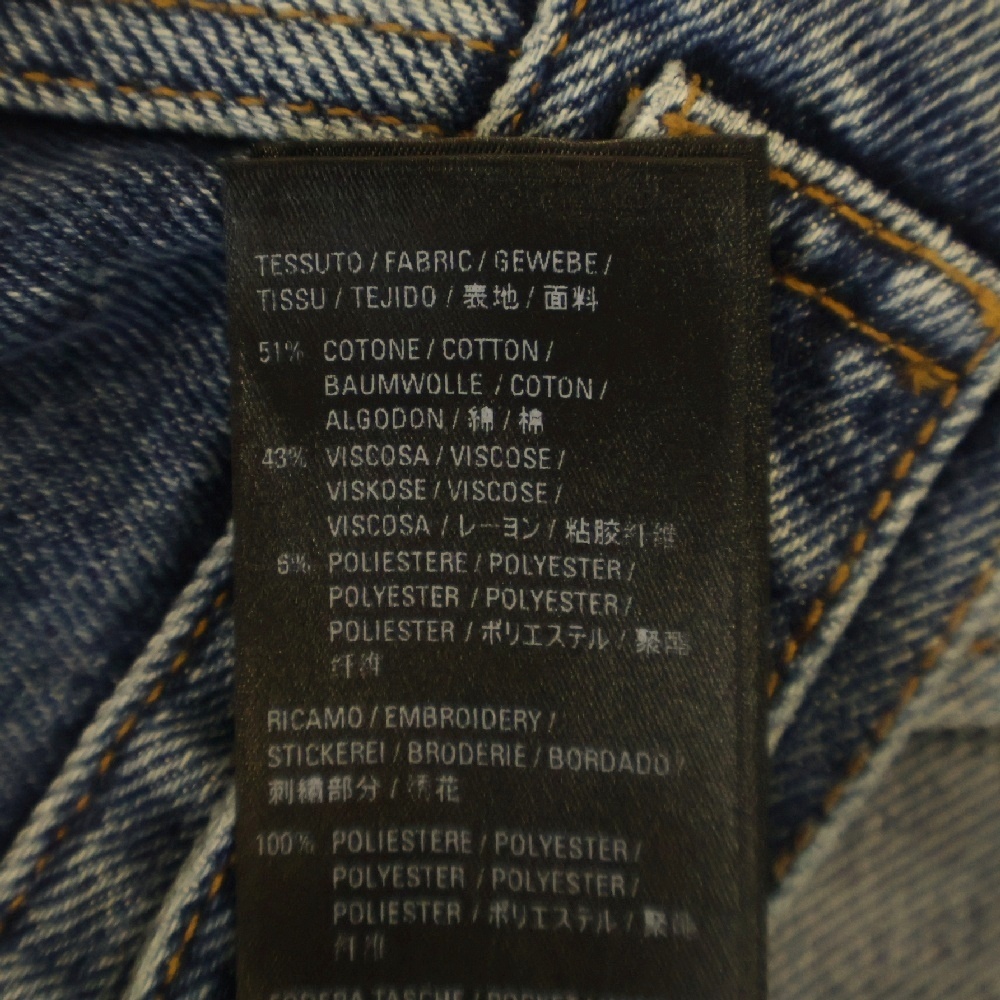 TESSUTO / FABRIC / GEWEBE /
TISSU / TEJIDO / 表地 / 面料
51% COTONE / COTTON /
BAUMWOLLE / COTON /
ALGODON / 綿 / 棉
43% VISCOSA / VISCOSE /
VISKOSE / VISCOSE /
VISCOSA / レーヨン / 粘胶纤维
6% POLIESTERE / POLYESTER /
POLYESTER / POLYESTER /
POLIESTER / ポリエステル / 聚酯
纤维
RICAMO / EMBROIDERY /
STICKEREI / BRODERIE / BORDADO /
刺繍部分 / 绣花
100% POLIESTERE / POLYESTER /
POLYESTER / POLYESTER /
POLIESTER / ポリエステル / 聚酯
纤维
FODERA TASCHE / POCKET